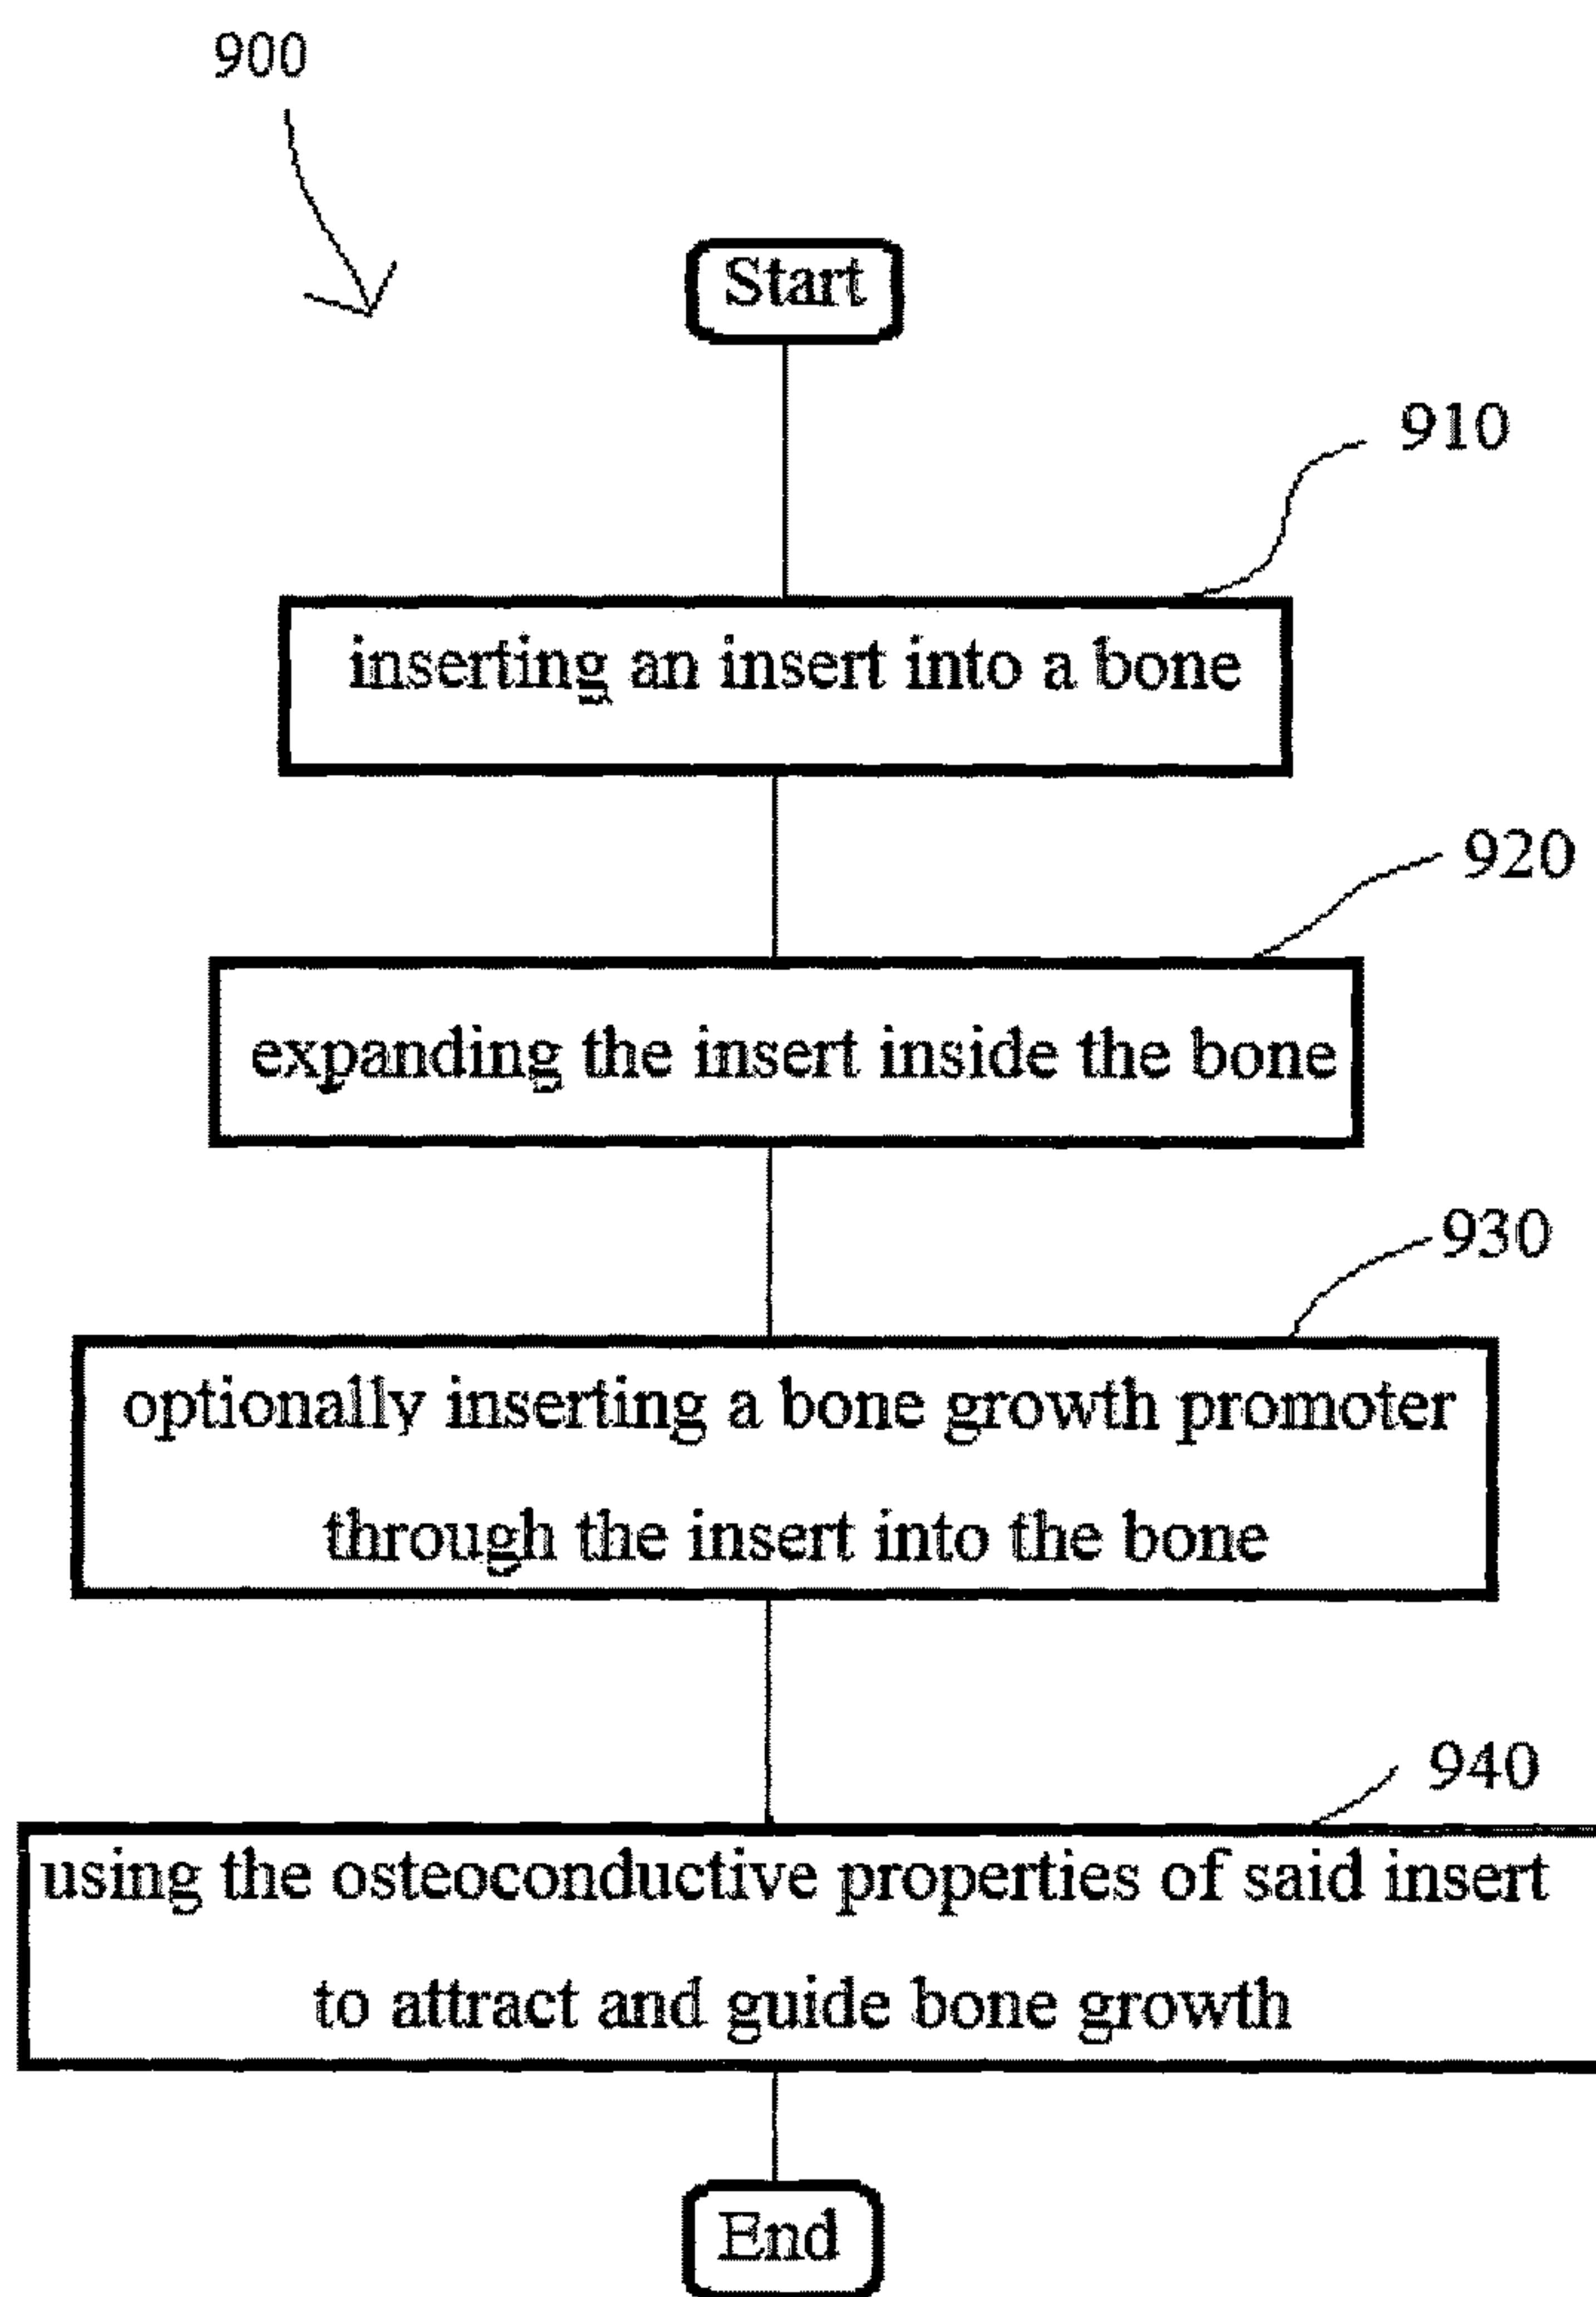 900
Start
910
inserting an insert into a bone
920
expanding the insert inside the bone
930
optionally inserting a bone growth promoter
through the insert into the bone
940
using the osteoconductive properties of said insert
to attract and guide bone growth
End